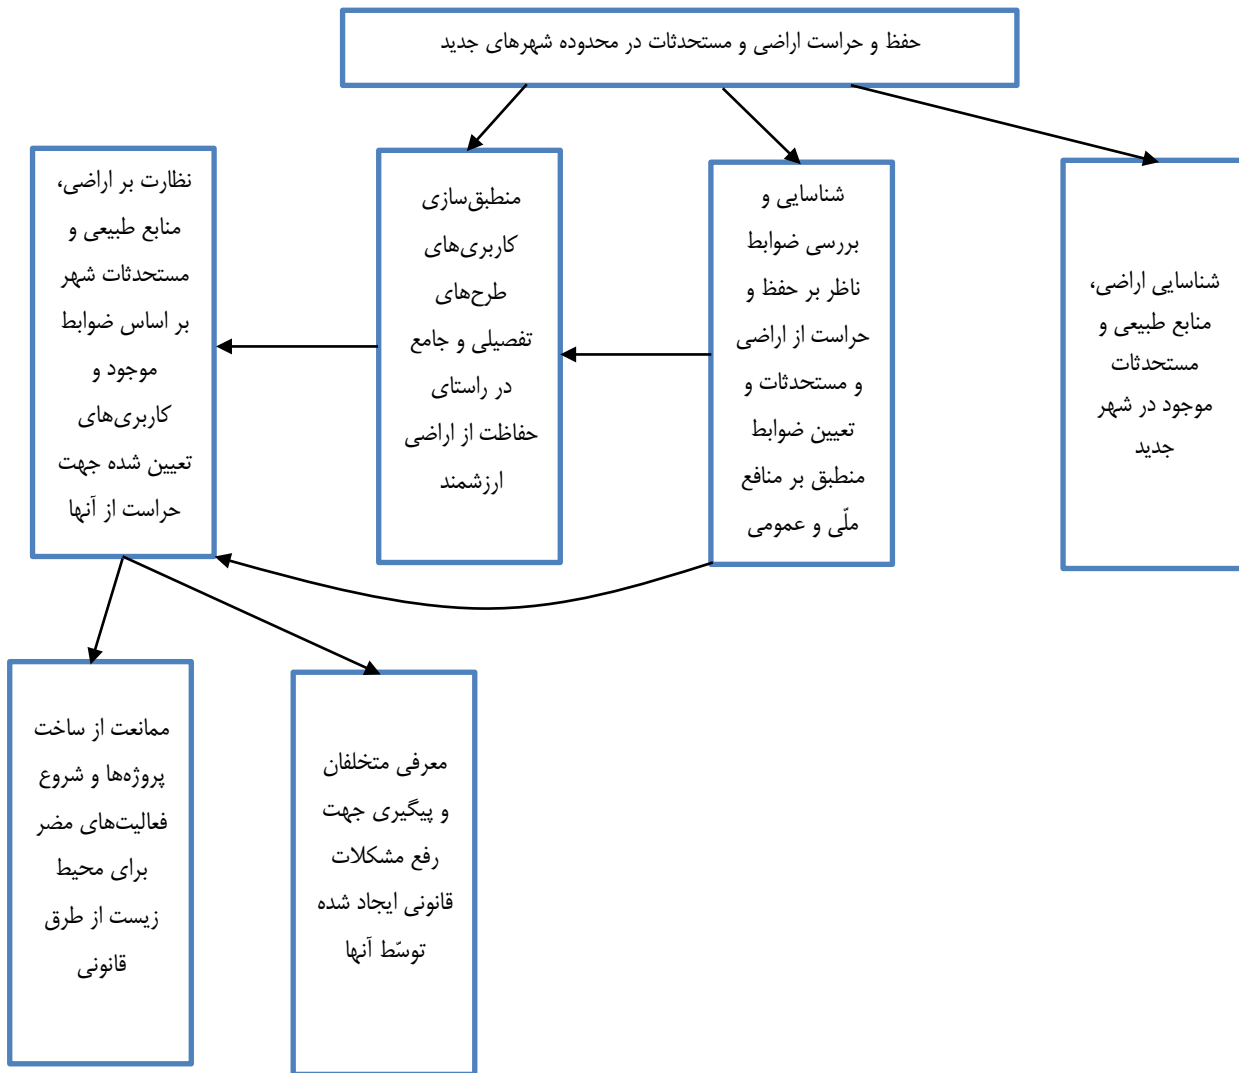 حفظ و حراست اراضی و مستحدثات در محدوده شهرهای جدید
شناسایی اراضی،
منابع طبیعی و
مستحدثات
موجود در شهر
جدید
شناسایی و
بررسی ضوابط
ناظر بر حفظ و
حراست از اراضی
و مستحدثات و
تعیین ضوابط
منطبق بر منافع
ملّی و عمومی
منطبق‌سازی
کاربری‌های
طرح‌های
تفصیلی و جامع
در راستای
حفاظت از اراضی
ارزشمند
نظارت بر اراضی،
منابع طبیعی و
مستحدثات شهر
بر اساس ضوابط
موجود و
کاربری‌های
تعیین شده جهت
حراست از آنها
معرفی متخلفان
و پیگیری جهت
رفع مشکلات
قانونی ایجاد شده
توسّط آنها
ممانعت از ساخت
پروژه‌ها و شروع
فعالیت‌های مضر
برای محیط
زیست از طرق
قانونی